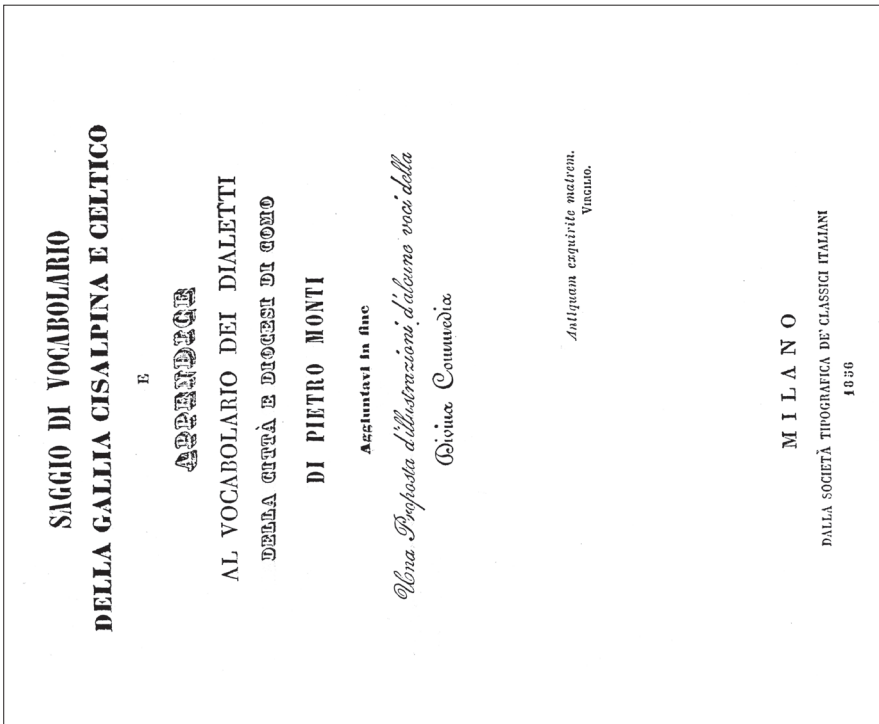 SAGGIO DI VOCABOLARIO
DELLA GALLIA CISALPINA E CELTICO
E
APPENDICE
AL VOCABOLARIO DEI DIALETTI
DELLA CITTÀ E DIOCESI DI COMO
DI PIETRO MONTI
Aggiuntavi in fine
Una Proposta d'illustrazioni d'alcune voci della
Divina Commedia
Antiquam exquirite matrem.
VIRGILIO.
MILANO
DALLA SOCIETÀ TIPOGRAFICA DE' CLASSICI ITALIANI
1856